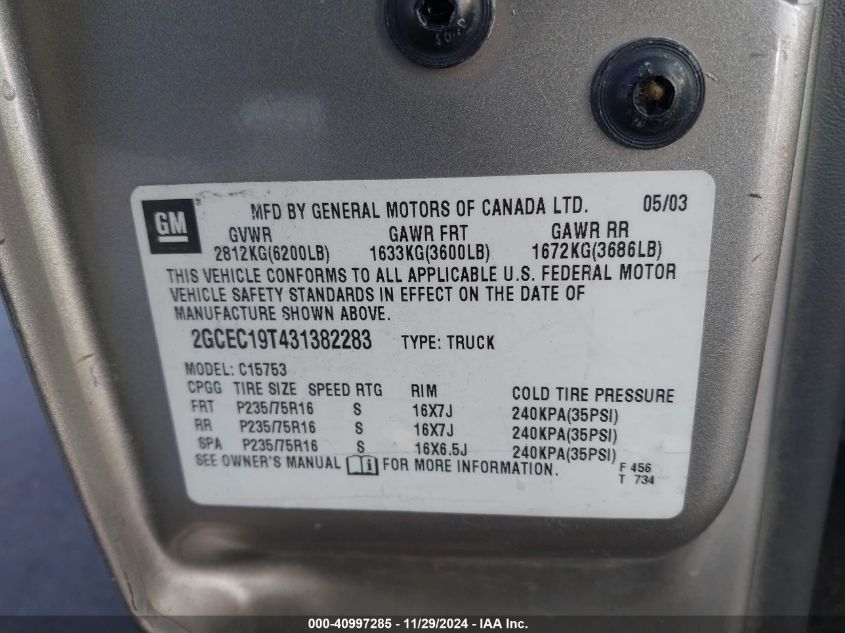 GM MFD BY GENERAL MOTORS OF CANADA LTD. 05/03
GVWR GAWR FRT GAWR RR
2812KG(6200LB) 1633KG(3600LB) 1672KG(3686LB)
THIS VEHICLE CONFORMS TO ALL APPLICABLE U.S. FEDERAL MOTOR
VEHICLE SAFETY STANDARDS IN EFFECT ON THE DATE OF
MANUFACTURE SHOWN ABOVE.
2GCEC19T431382283 TYPE: TRUCK
MODEL: C15753
CPGG TIRE SIZE SPEED RTG RIM COLD TIRE PRESSURE
FRT P235/75R16 S 16X7J 240KPA(35PSI)
RR P235/75R16 S 16X7J 240KPA(35PSI)
SPA P235/75R16 S 16X6.5J 240KPA(35PSI)
SEE OWNER'S MANUAL FOR MORE INFORMATION.
F 456
T 734
000-40997285 - 11/29/2024 - IAA Inc.